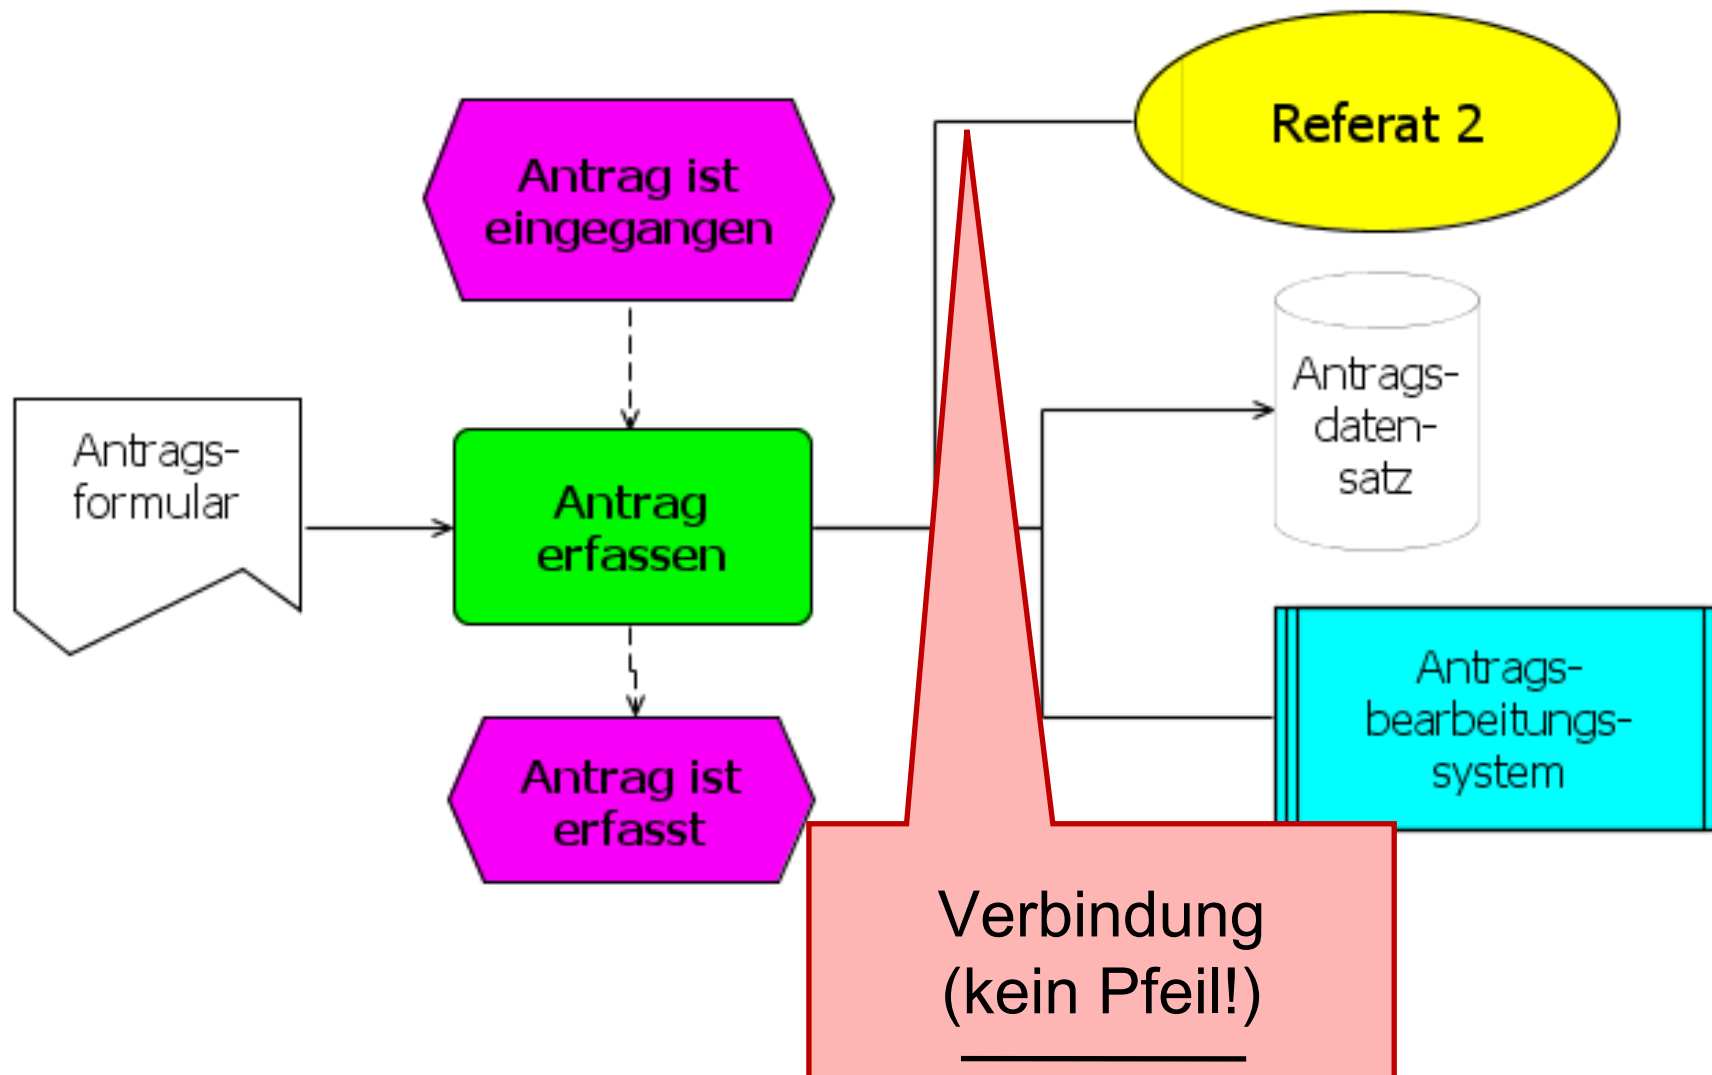 Referat 2
Antrag ist
eingegangen
Antrags-
daten-
satz
Antrags-
formular
Antrag
erfassen
Antrags-
bearbeitungs-
system
Antrag ist
erfasst
Verbindung
(kein Pfeil!)